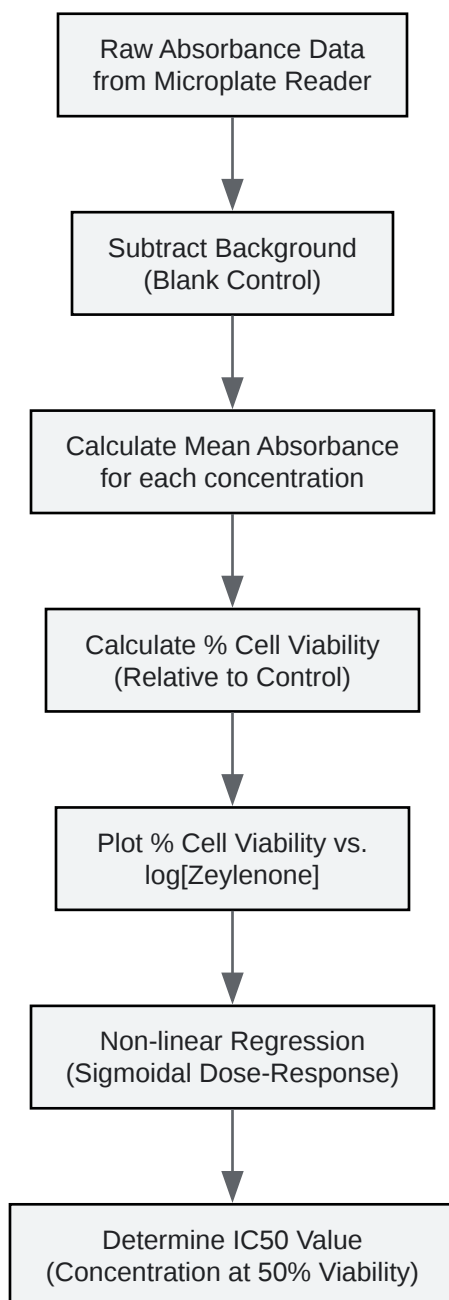 Raw Absorbance Data
from Microplate Reader
Subtract Background
(Blank Control)
Calculate Mean Absorbance
for each concentration
Calculate % Cell Viability
(Relative to Control)
Plot % Cell Viability vs.
log[Zeylenone]
Non-linear Regression
(Sigmoidal Dose-Response)
Determine IC50 Value
(Concentration at 50% Viability)